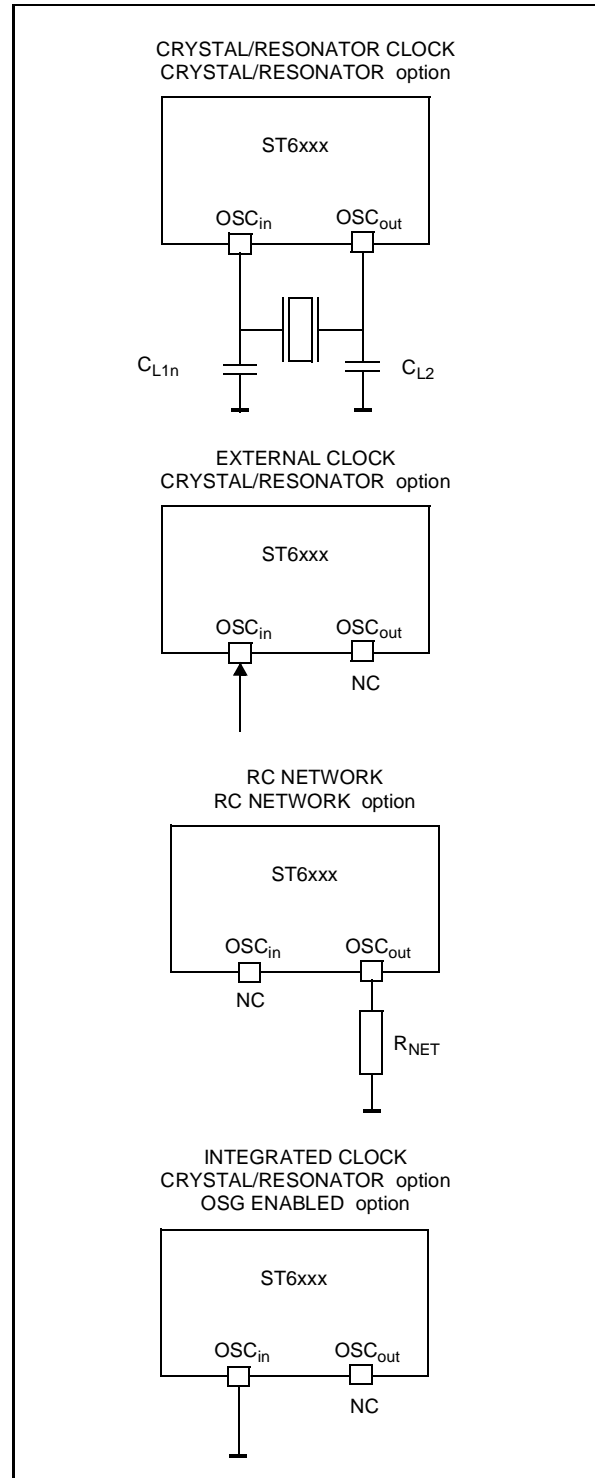 CRYSTAL/RESONATOR CLOCK
CRYSTAL/RESONATOR option
ST6xxx
OSCin OSCout
CL1n CL2
EXTERNAL CLOCK
CRYSTAL/RESONATOR option
ST6xxx
OSCin OSCout
NC
RC NETWORK
RC NETWORK option
ST6xxx
OSCin OSCout
NC
RNET
INTEGRATED CLOCK
CRYSTAL/RESONATOR option
OSG ENABLED option
ST6xxx
OSCin OSCout
NC